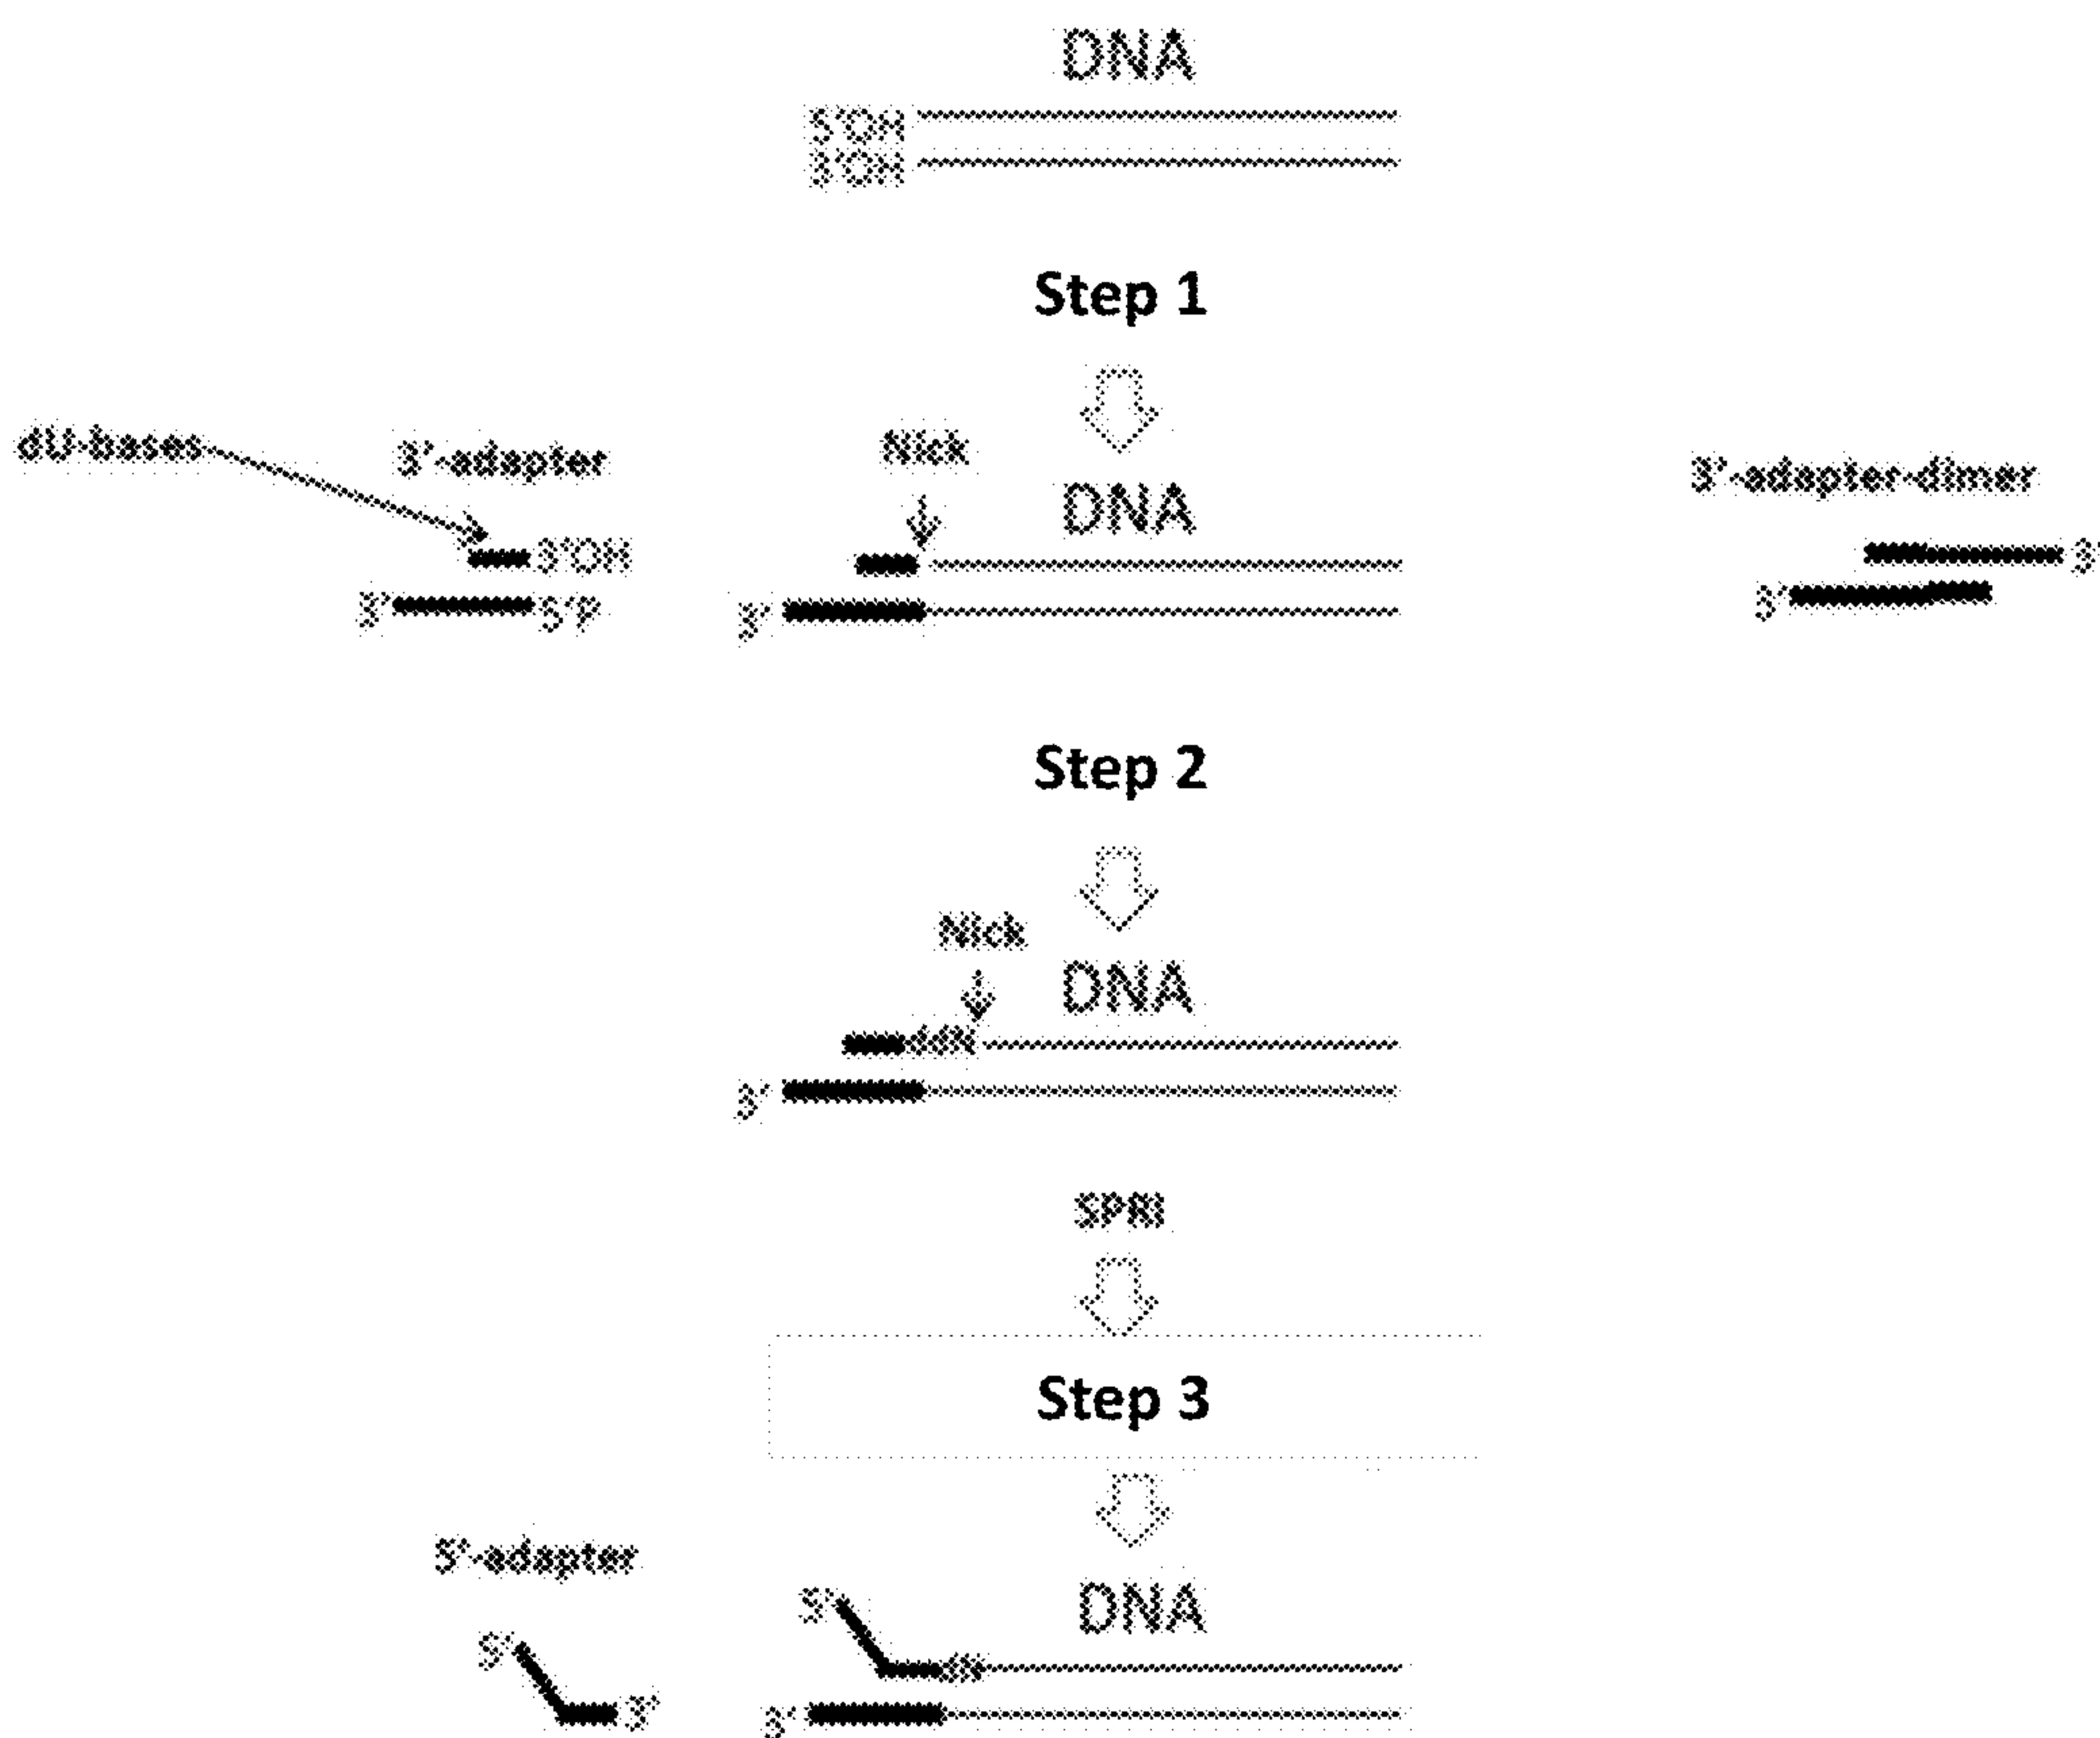 DNA
5'OH
3'OH
Step 1
dU-bases
3'-adapter
Nick
3'-adapter-dimer
DNA
3'OH
3'
5'P
3'
3'
3'
Step 2
Nick
DNA
3'
SPRI
Step 3
5'-adapter
5'
DNA
5'
3'
3'